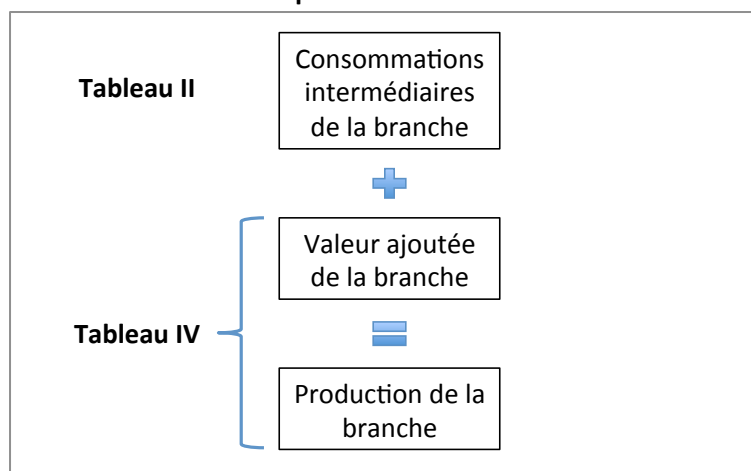 Tableau II
Consommations
intermédiaires
de la branche
Valeur ajoutée
de la branche
Tableau IV
Production de la
branche